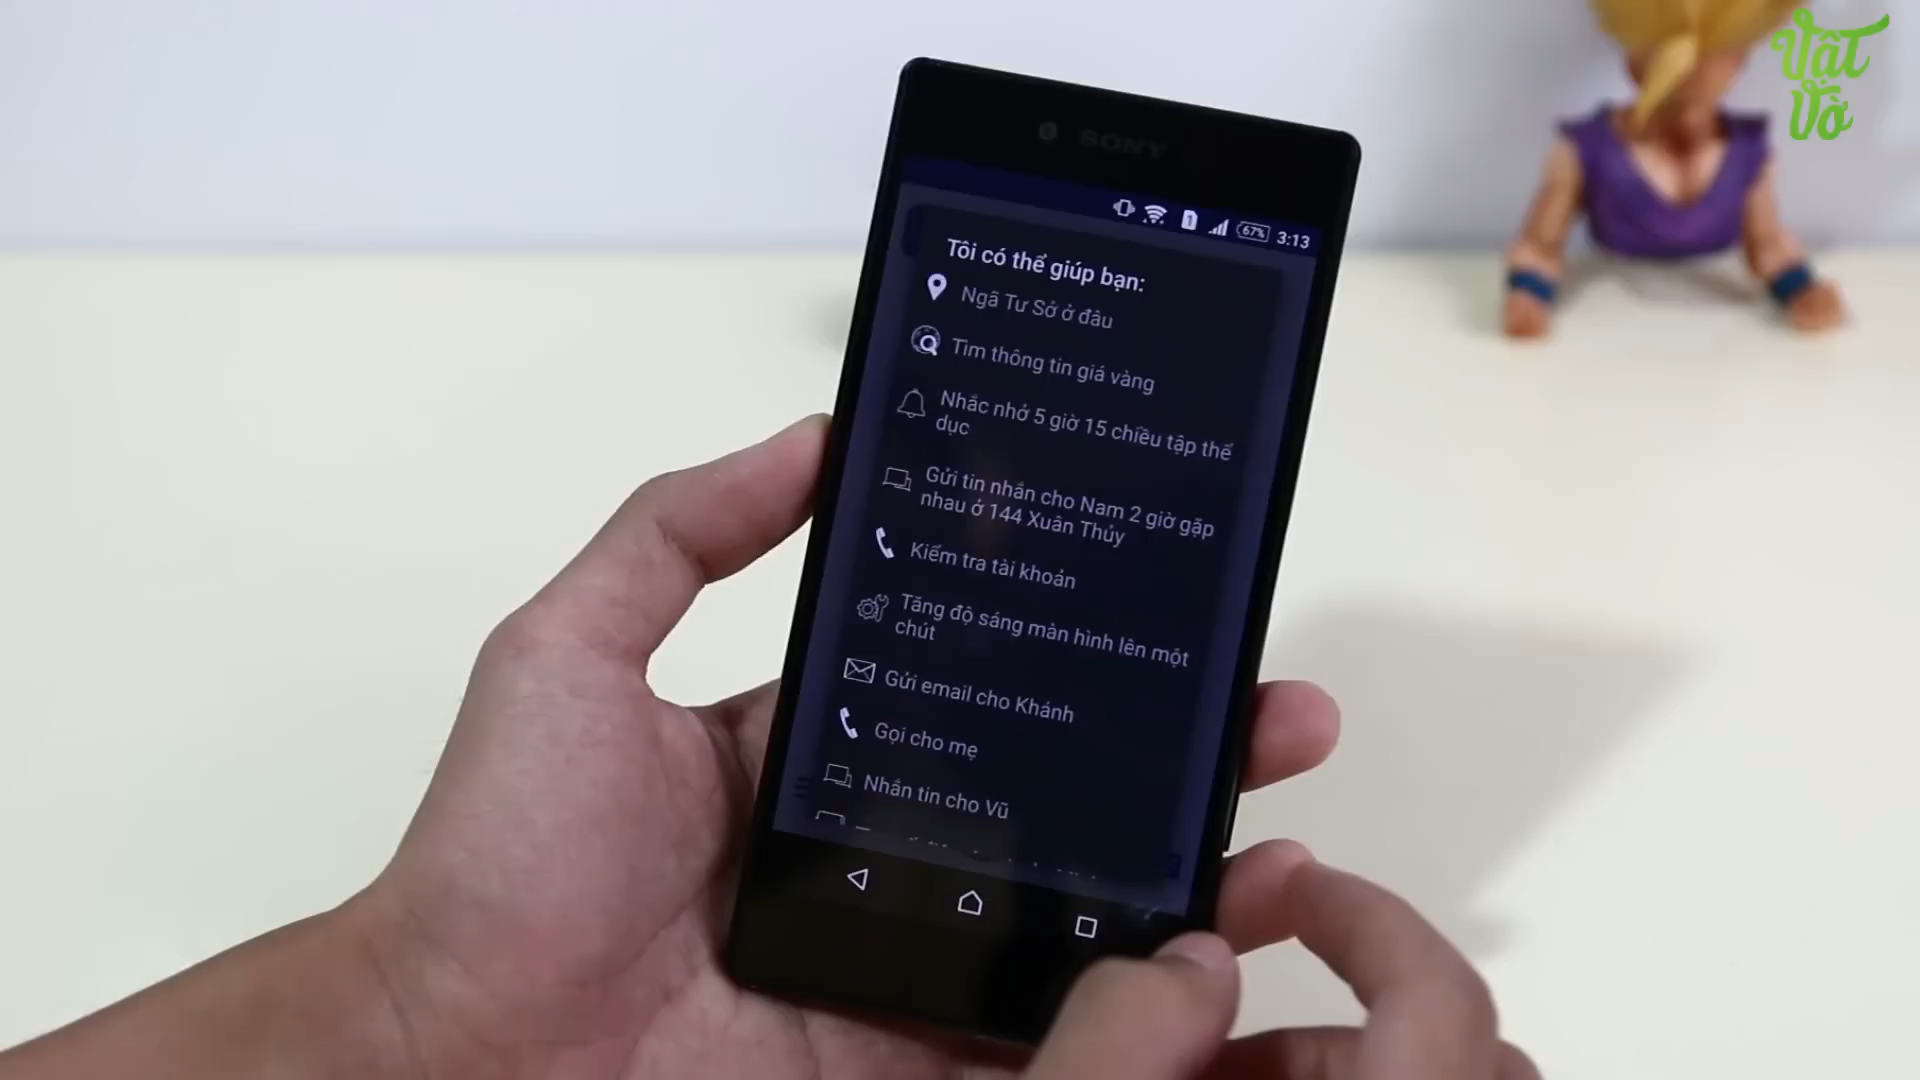 Vật
Vờ
SONY
1 67% 3:13
Tôi có thể giúp bạn:
Ngã Tư Sở ở đâu
Tìm thông tin giá vàng
Nhắc nhở 5 giờ 15 chiều tập thể
dục
Gửi tin nhắn cho Nam 2 giờ gặp
nhau ở 144 Xuân Thủy
Kiểm tra tài khoản
Tăng độ sáng màn hình lên một
chút
Gửi email cho Khánh
Gọi cho mẹ
Nhắn tin cho Vũ